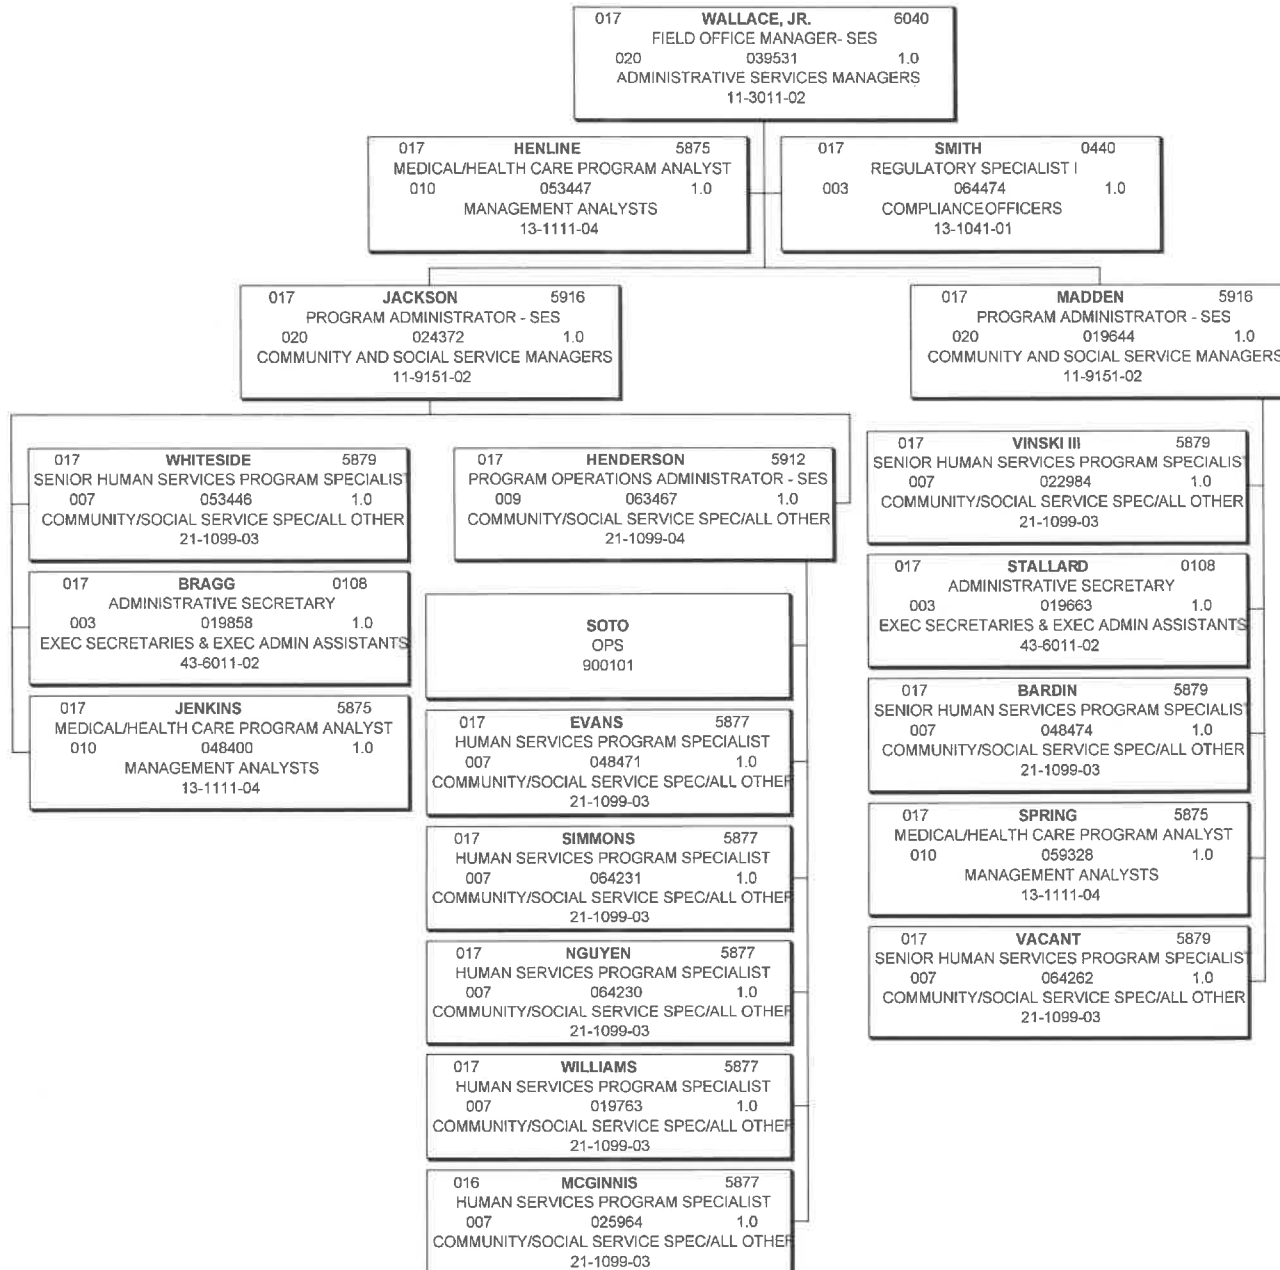 017 WALLACE, JR. 6040
FIELD OFFICE MANAGER- SES
020 039531 1.0
ADMINISTRATIVE SERVICES MANAGERS
11-3011-02
017 HENLINE 5875
MEDICAL/HEALTH CARE PROGRAM ANALYST
010 053447 1.0
MANAGEMENT ANALYSTS
13-1111-04
017 SMITH 0440
REGULATORY SPECIALIST I
003 064474 1.0
COMPLIANCE OFFICERS
13-1041-01
017 JACKSON 5916
PROGRAM ADMINISTRATOR - SES
020 024372 1.0
COMMUNITY AND SOCIAL SERVICE MANAGERS
11-9151-02
017 MADDEN 5916
PROGRAM ADMINISTRATOR - SES
020 019644 1.0
COMMUNITY AND SOCIAL SERVICE MANAGERS
11-9151-02
017 WHITESIDE 5879
SENIOR HUMAN SERVICES PROGRAM SPECIALIST
007 053446 1.0
COMMUNITY/SOCIAL SERVICE SPEC/ALL OTHER
21-1099-03
017 BRAGG 0108
ADMINISTRATIVE SECRETARY
003 019858 1.0
EXEC SECRETARIES & EXEC ADMIN ASSISTANTS
43-6011-02
017 JENKINS 5875
MEDICAL/HEALTH CARE PROGRAM ANALYST
010 048400 1.0
MANAGEMENT ANALYSTS
13-1111-04
017 HENDERSON 5912
PROGRAM OPERATIONS ADMINISTRATOR - SES
009 063467 1.0
COMMUNITY/SOCIAL SERVICE SPEC/ALL OTHER
21-1099-04
SOTO
OPS
900101
017 EVANS 5877
HUMAN SERVICES PROGRAM SPECIALIST
007 048471 1.0
COMMUNITY/SOCIAL SERVICE SPEC/ALL OTHER
21-1099-03
017 SIMMONS 5877
HUMAN SERVICES PROGRAM SPECIALIST
007 064231 1.0
COMMUNITY/SOCIAL SERVICE SPEC/ALL OTHER
21-1099-03
017 NGUYEN 5877
HUMAN SERVICES PROGRAM SPECIALIST
007 064230 1.0
COMMUNITY/SOCIAL SERVICE SPEC/ALL OTHER
21-1099-03
017 WILLIAMS 5877
HUMAN SERVICES PROGRAM SPECIALIST
007 019763 1.0
COMMUNITY/SOCIAL SERVICE SPEC/ALL OTHER
21-1099-03
016 MCGINNIS 5877
HUMAN SERVICES PROGRAM SPECIALIST
007 025964 1.0
COMMUNITY/SOCIAL SERVICE SPEC/ALL OTHER
21-1099-03
017 VINSKI III 5879
SENIOR HUMAN SERVICES PROGRAM SPECIALIST
007 022984 1.0
COMMUNITY/SOCIAL SERVICE SPEC/ALL OTHER
21-1099-03
017 STALLARD 0108
ADMINISTRATIVE SECRETARY
003 019663 1.0
EXEC SECRETARIES & EXEC ADMIN ASSISTANTS
43-6011-02
017 BARDIN 5879
SENIOR HUMAN SERVICES PROGRAM SPECIALIST
007 048474 1.0
COMMUNITY/SOCIAL SERVICE SPEC/ALL OTHER
21-1099-03
017 SPRING 5875
MEDICAL/HEALTH CARE PROGRAM ANALYST
010 059328 1.0
MANAGEMENT ANALYSTS
13-1111-04
017 VACANT 5879
SENIOR HUMAN SERVICES PROGRAM SPECIALIST
007 064262 1.0
COMMUNITY/SOCIAL SERVICE SPEC/ALL OTHER
21-1099-03